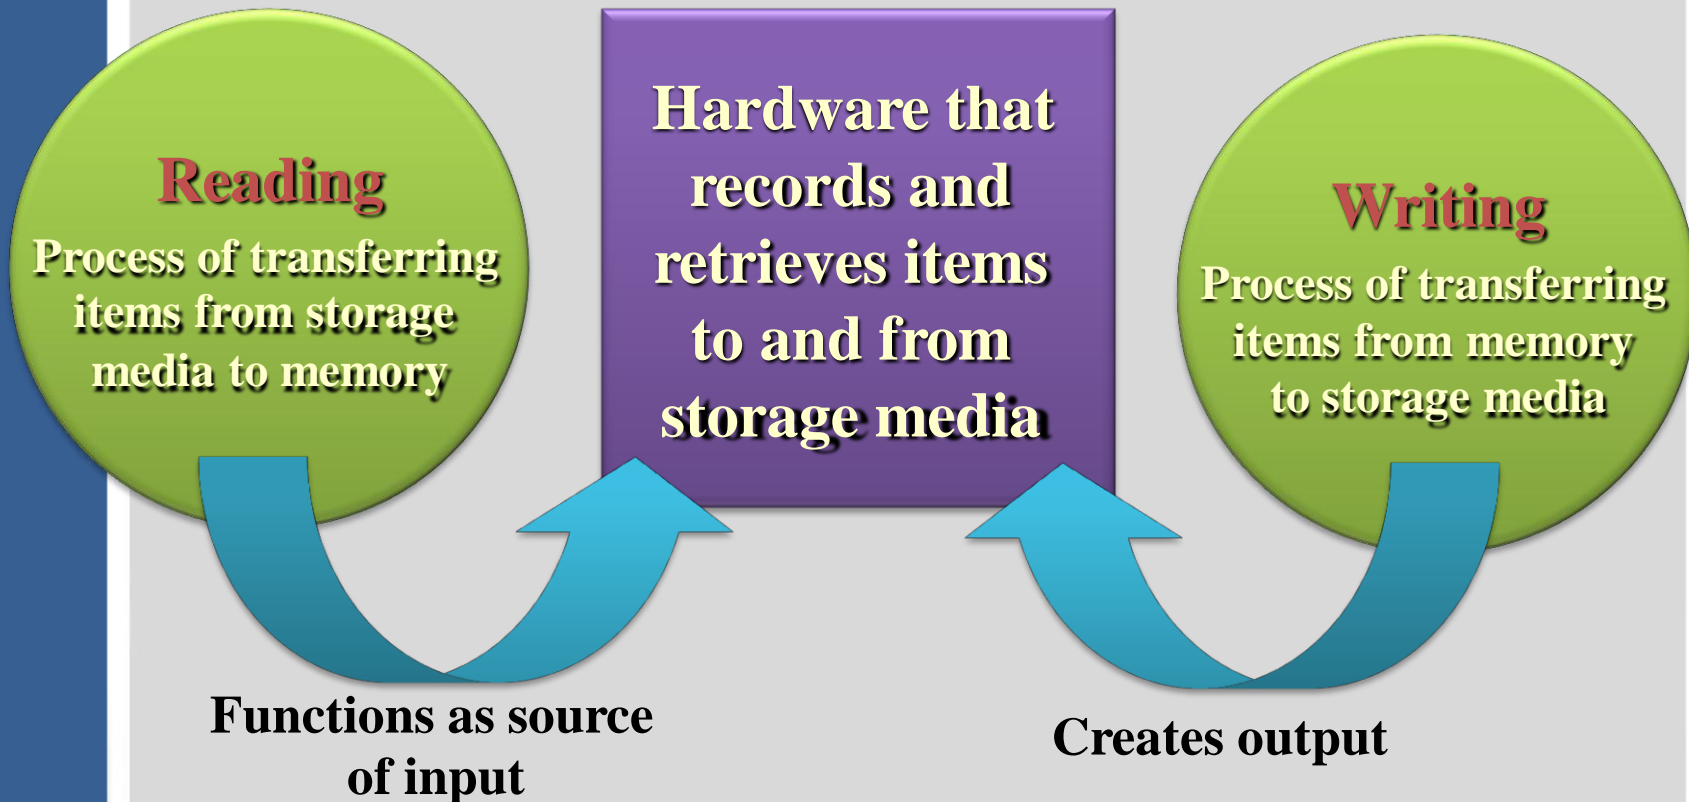 Reading
Process of transferring
items from storage
media to memory
Hardware that
records and
retrieves items
to and from
storage media
Writing
Process of transferring
items from memory
to storage media
Functions as source
of input
Creates output